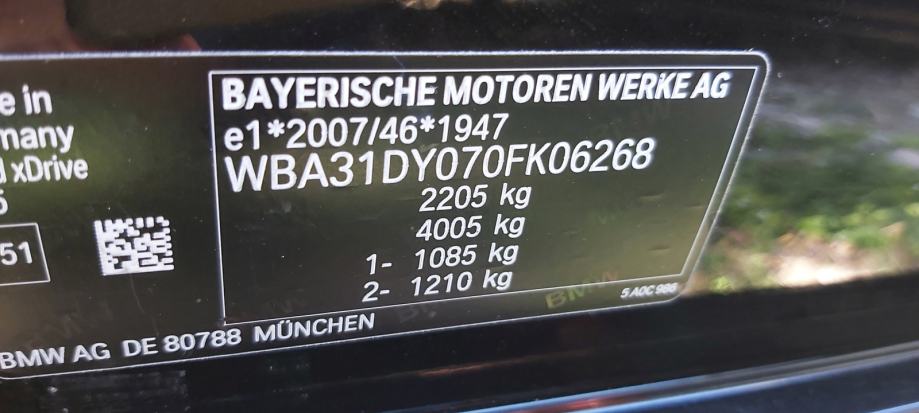 e in
many
xDrive
51
BAYERISCHE MOTOREN WERKE AG
e1*2007/46*1947
WBA31DY070FK06268
2205 kg
4005 kg
1- 1085 kg
2- 1210 kg
BMW
5 A0C 986
BMW AG DE 80788 MÜNCHEN